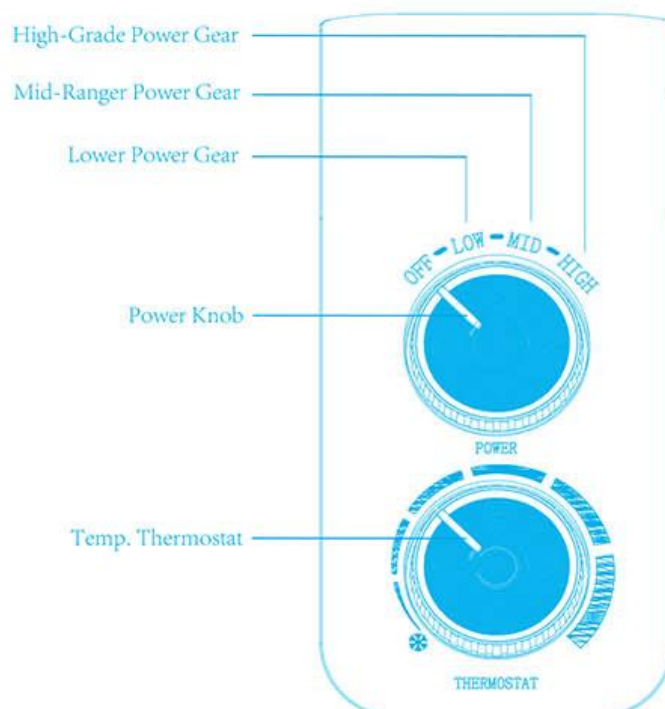 High-Grade Power Gear
Mid-Ranger Power Gear
Lower Power Gear
OFF - LOW - MID - HIGH
Power Knob
POWER
Temp. Thermostat
THERMOSTAT